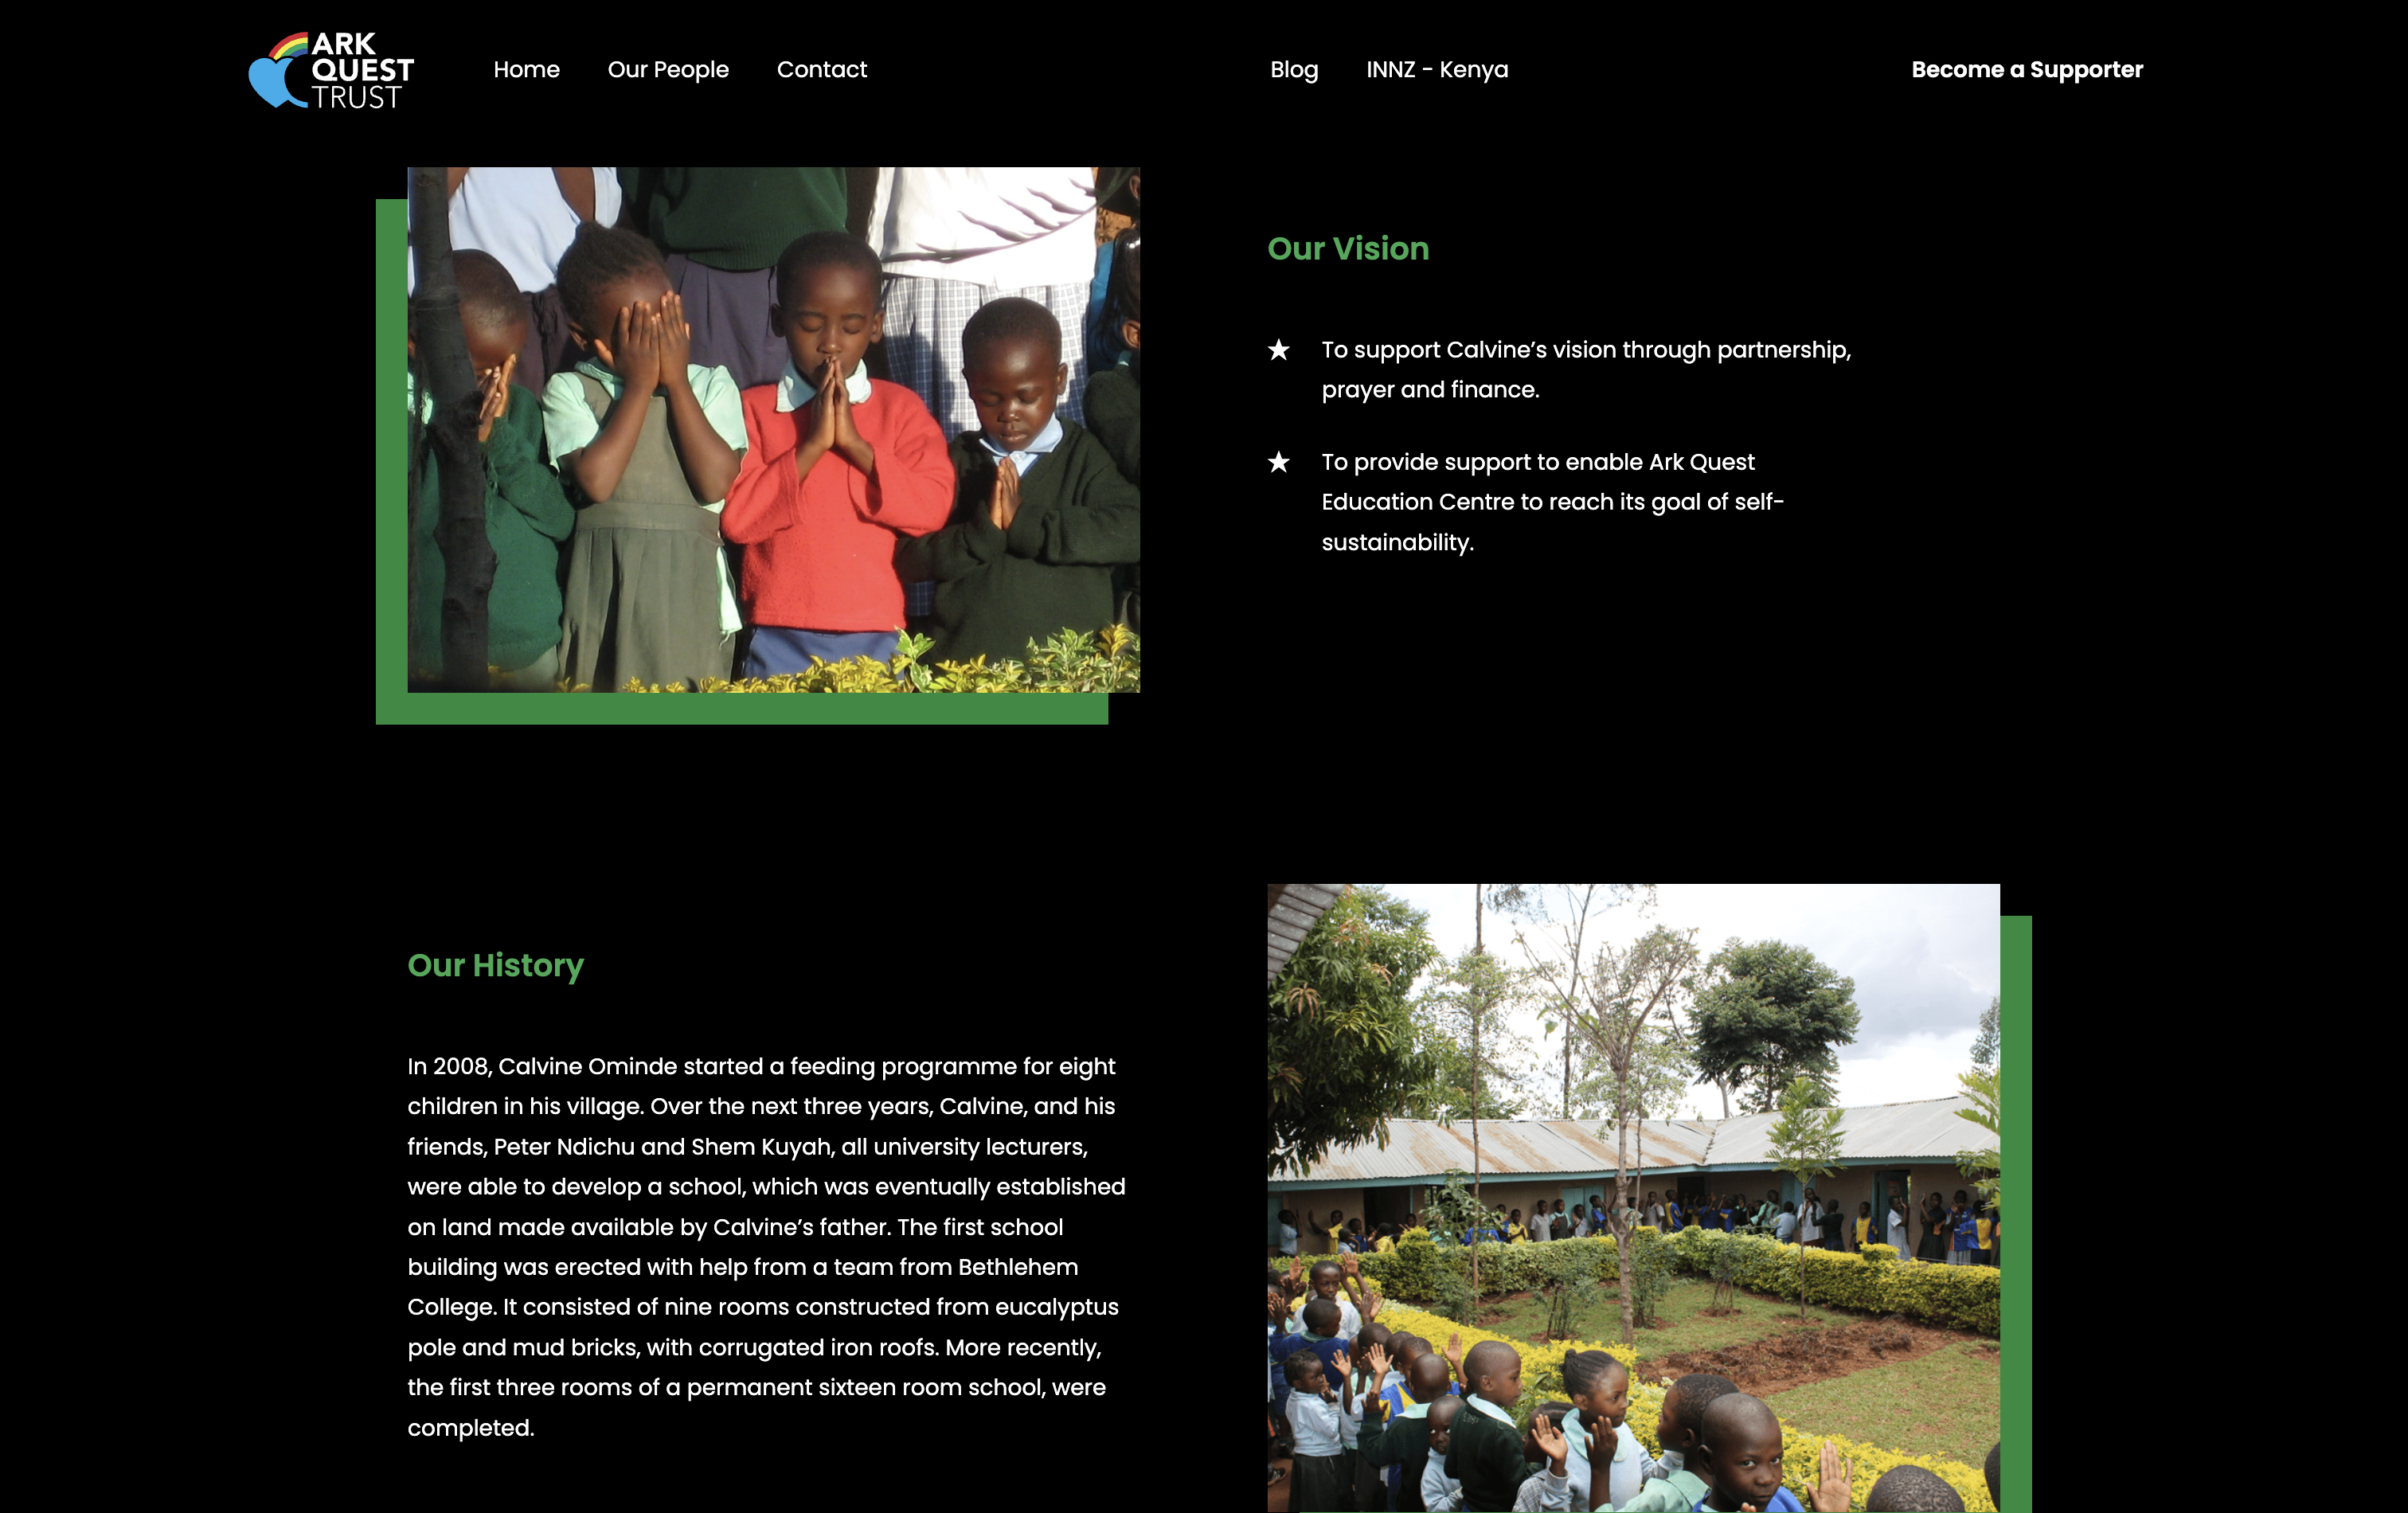 ARK
QUEST
TRUST
Home
Our People
Contact
Blog
INNZ - Kenya
Become a Supporter
Our Vision
★ To support Calvine’s vision through partnership,
prayer and finance.
★ To provide support to enable Ark Quest
Education Centre to reach its goal of self-
sustainability.
Our History
In 2008, Calvine Ominde started a feeding programme for eight
children in his village. Over the next three years, Calvine, and his
friends, Peter Ndichu and Shem Kuyah, all university lecturers,
were able to develop a school, which was eventually established
on land made available by Calvine’s father. The first school
building was erected with help from a team from Bethlehem
College. It consisted of nine rooms constructed from eucalyptus
pole and mud bricks, with corrugated iron roofs. More recently,
the first three rooms of a permanent sixteen room school, were
completed.